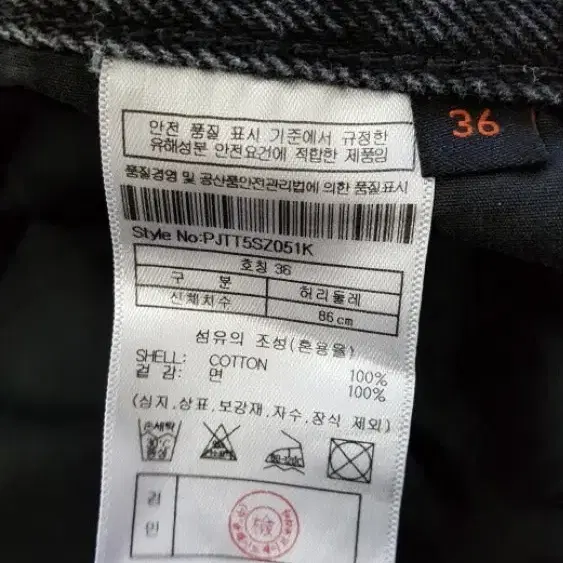 36
안전 품질 표시 기준에서 규정한
유해성분 안전요건에 적합한 제품임
품질경영 및 공산품안전관리법에 의한 품질표시
Style No:PJTT5SZ051K
호칭 36
구 분 허리둘레
신체치수 86cm
섬유의 조성(혼용율)
SHELL: COTTON 100%
겉 감: 면 100%
(심지,상표,보강재,자수,장식 제외)
손세탁
중성
검
인